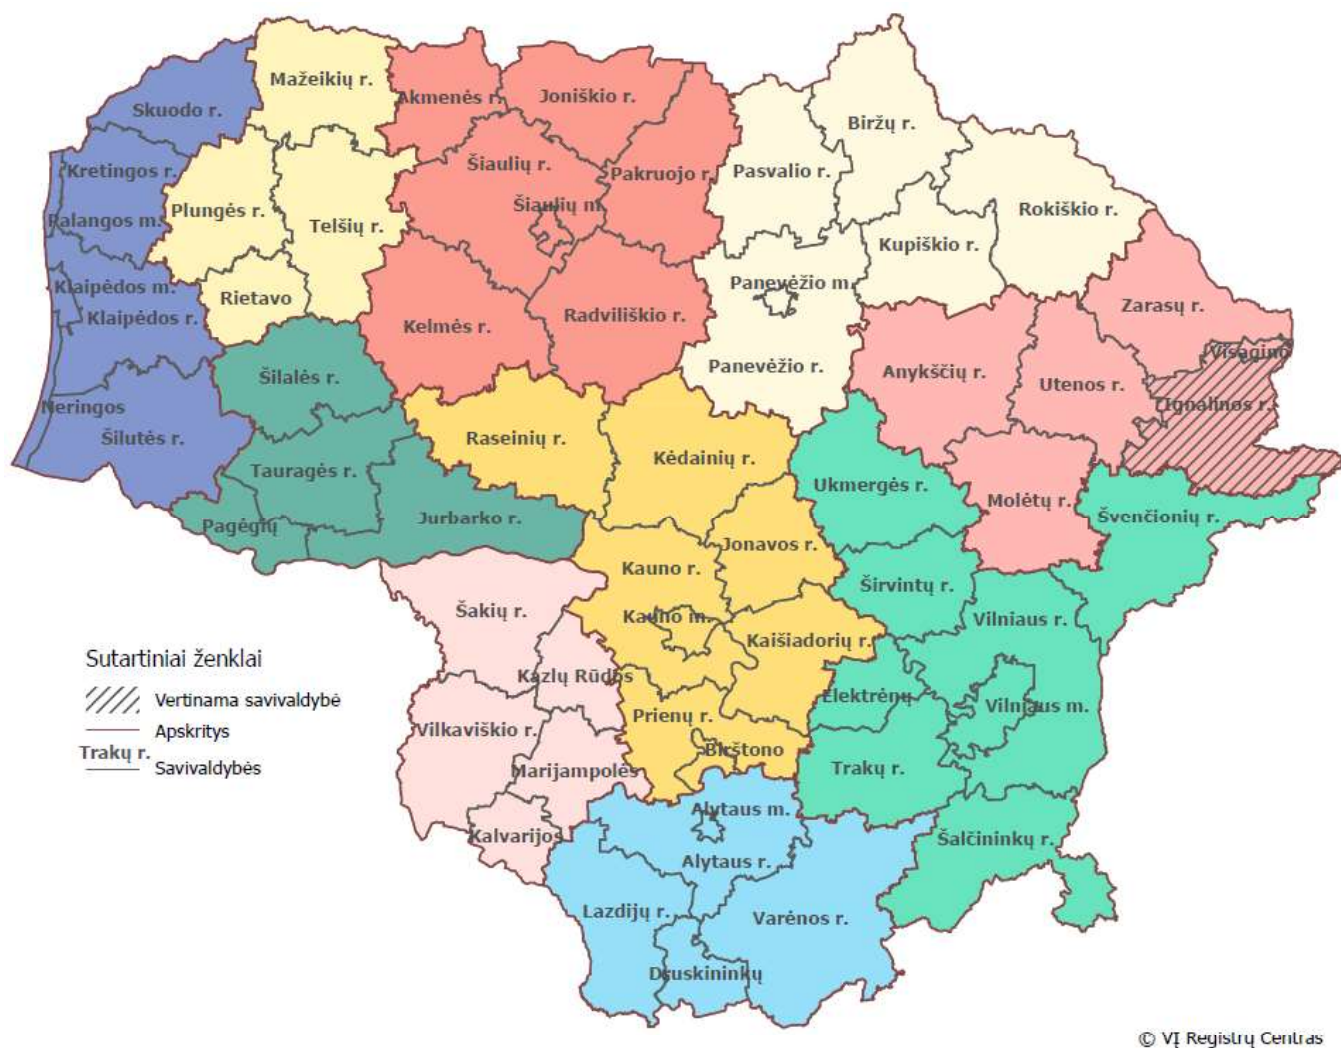 Mažeikių r.
Akmenės r.
Joniškio r.
Skuodo r.
Biržų r.
Kretingos r.
Šiaulių r.
Pakruojo r.
Pasvalio r.
Plungės r.
Šiaulių m.
Rokiškio r.
Palangos m.
Telšių r.
Kupiškio r.
Klaipėdos m.
Rietavo
Panevėžio m.
Zarasų r.
Klaipėdos r.
Kelmės r.
Radviliškio r.
Visagino
Šilalės r.
Panevėžio r.
Anykščių r.
Utenos r.
Neringos
Ignalinos r.
Šilutės r.
Raseinių r.
Tauragės r.
Kėdainių r.
Ukmergės r.
Molėtų r.
Pagėgių
Jurbarko r.
Švenčionių r.
Jonavos r.
Kauno r.
Širvintų r.
Šakių r.
Kauno m.
Vilniaus r.
Kaišiadorių r.
Kazlų Rūdos
Elektrėnų
Vilniaus m.
Prienų r.
Vilkaviškio r.
Birštono
Marijampolės
Trakų r.
Alytaus m.
Kalvarijos
Šalčininkų r.
Alytaus r.
Lazdijų r.
Varėnos r.
Druskininkų
Sutartiniai ženklai
Vertinama savivaldybė
Apskritys
Trakų r.
Savivaldybės
© VĮ Registrų Centras